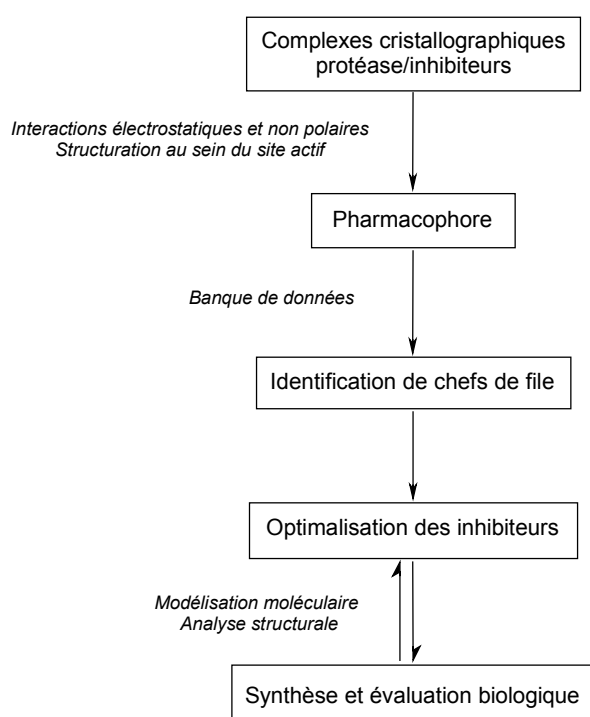 Complexes cristallographiques
protéase/inhibiteurs
Interactions électrostatiques et non polaires
Structuration au sein du site actif
Pharmacophore
Banque de données
Identification de chefs de file
Optimalisation des inhibiteurs
Modélisation moléculaire
Analyse structurale
Synthèse et évaluation biologique